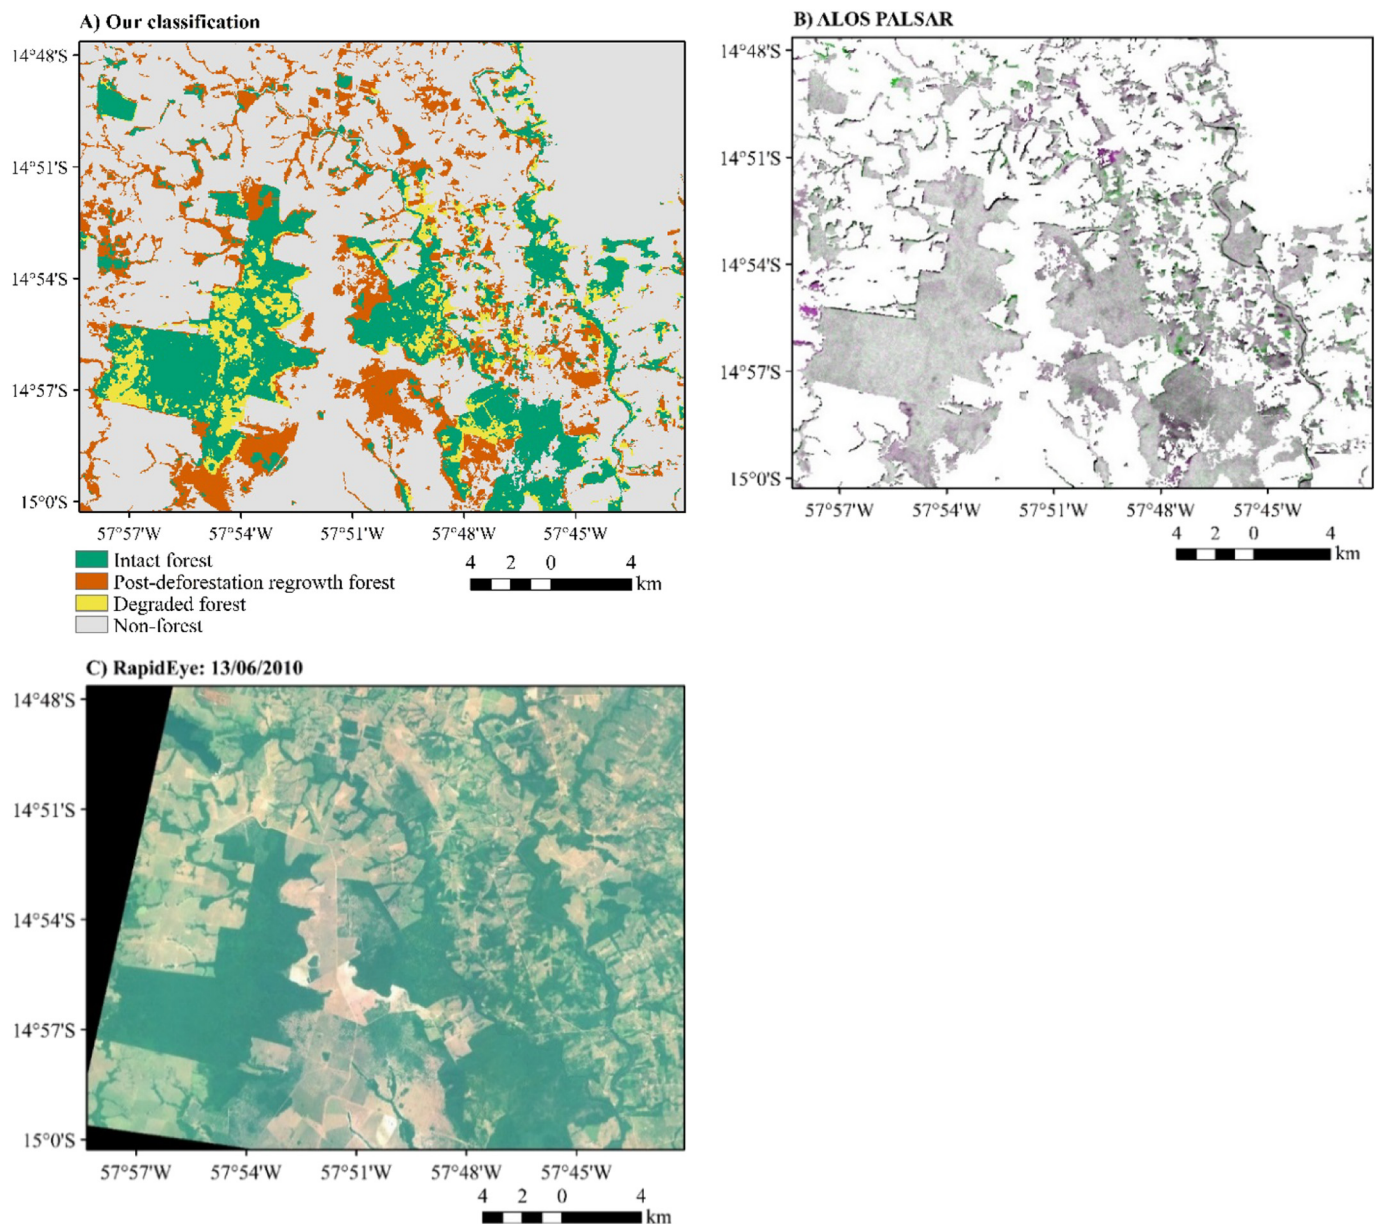 A) Our classification
14°48'S
14°51'S
14°54'S
14°57'S
15°0'S
57°57'W 57°54'W 57°51'W 57°48'W 57°45'W
Intact forest
Post-deforestation regrowth forest
Degraded forest
Non-forest
4 2 0 4
km
B) ALOS PALSAR
14°48'S
14°51'S
14°54'S
14°57'S
15°0'S
57°57'W 57°54'W 57°51'W 57°48'W 57°45'W
4 2 0 4
km
C) RapidEye: 13/06/2010
14°48'S
14°51'S
14°54'S
14°57'S
15°0'S
57°57'W 57°54'W 57°51'W 57°48'W 57°45'W
4 2 0 4
km